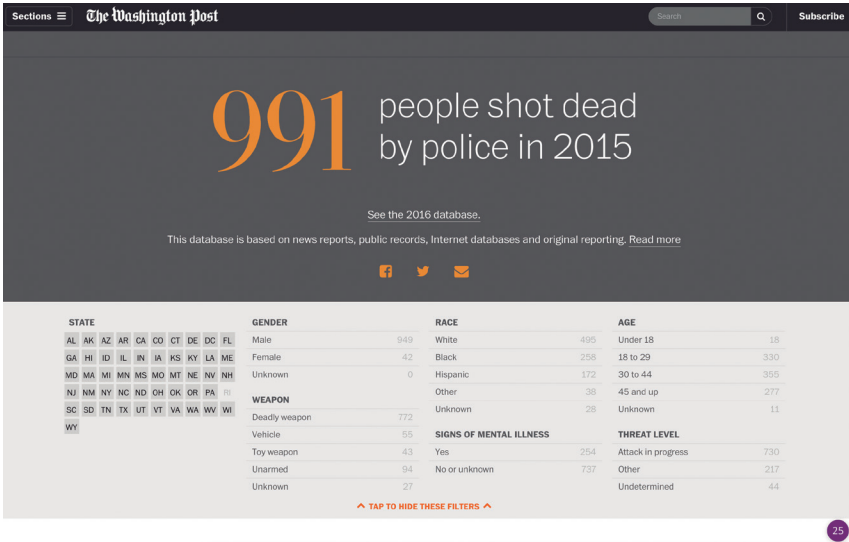 Sections
The Washington Post
Search
Subscribe
991
people shot dead
by police in 2015
See the 2016 database.
This database is based on news reports, public records, Internet databases and original reporting. Read more
STATE
AL AK AZ AR CA CO CT DE DC FL
GA HI ID IL IN IA KS KY LA ME
MD MA MI MN MS MO MT NE NV NH
NJ NM NY NC ND OH OK OR PA RI
SC SD TN TX UT VT VA WA WV WI
WY
GENDER
Male 949
Female 42
Unknown 0
WEAPON
Deadly weapon 772
Vehicle 55
Toy weapon 43
Unarmed 94
Unknown 27
RACE
White 495
Black 258
Hispanic 172
Other 38
Unknown 28
SIGNS OF MENTAL ILLNESS
Yes 254
No or unknown 737
AGE
Under 18 18
18 to 29 330
30 to 44 355
45 and up 277
Unknown 11
THREAT LEVEL
Attack in progress 730
Other 217
Undetermined 44
TAP TO HIDE THESE FILTERS
25